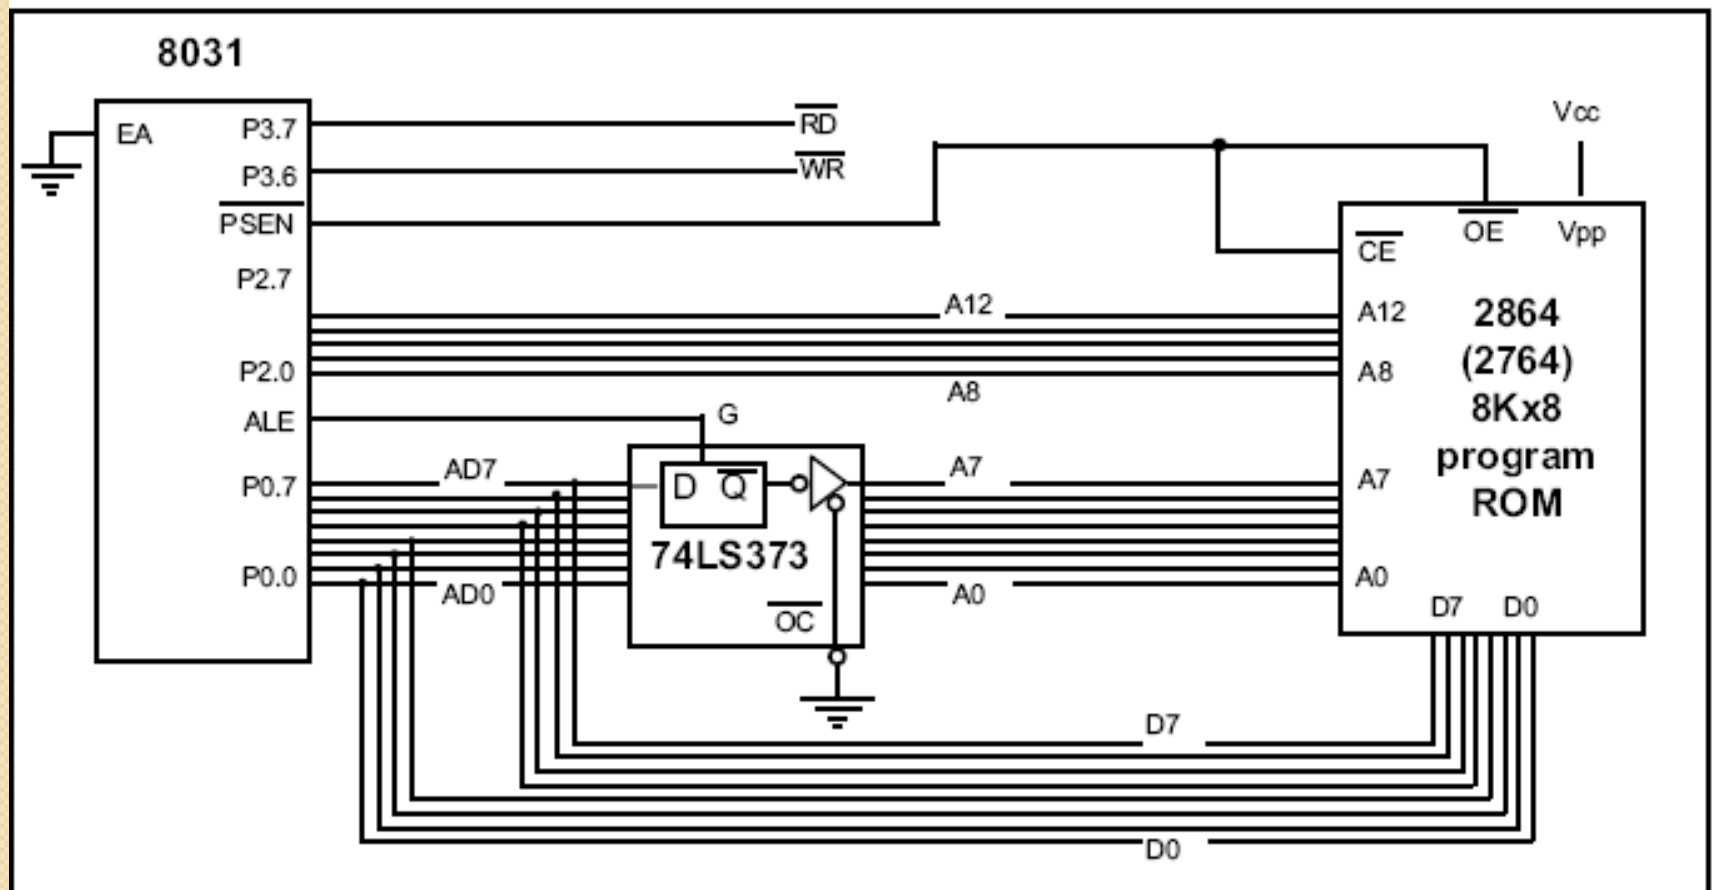 8031
EA
P3.7
P3.6
PSEN
P2.7
P2.0
ALE
P0.7
P0.0
RD
WR
A12
A8
G
AD7
AD0
D Q
74LS373
OC
A7
A0
Vcc
CE
OE
Vpp
A12
A8
A7
A0
2864
(2764)
8Kx8
program
ROM
D7 D0
D7
D0